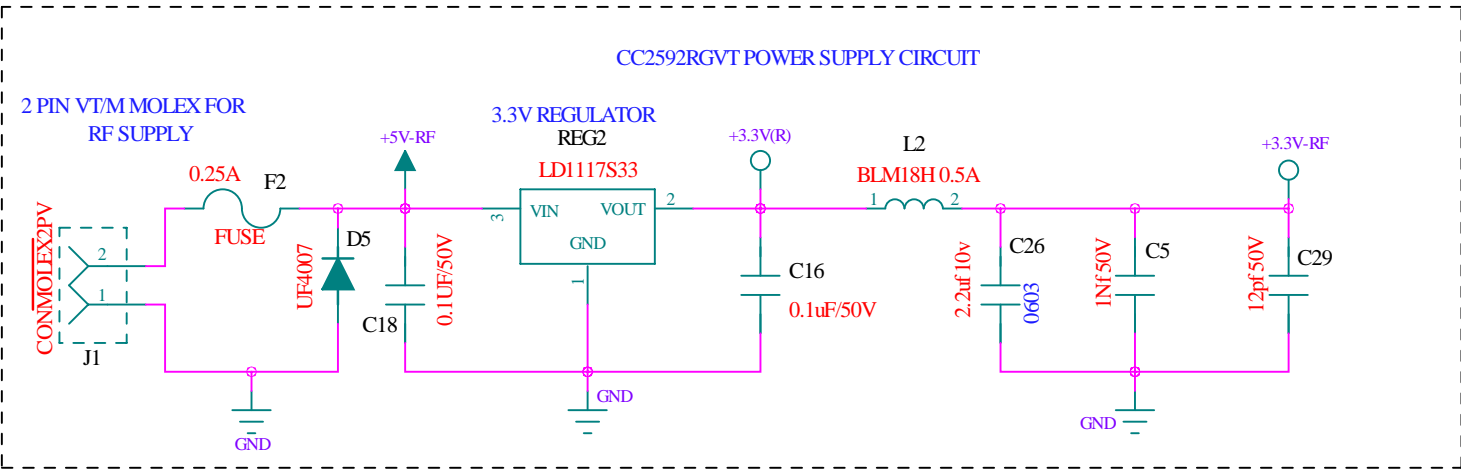 CC2592RGVT POWER SUPPLY CIRCUIT
2 PIN VT/M MOLEX FOR
RF SUPPLY
3.3V REGULATOR
REG2
LD1117S33
+5V-RF
+3.3V(R)
L2
BLM18H 0.5A
+3.3V-RF
0.25A
F2
FUSE
CONMOLEX2PV
2
1
J1
D5
UF4007
C18
0.1UF/50V
3
VIN
VOUT
2
GND
1
C16
0.1uF/50V
1
2
C26
2.2uf 10v
0603
C5
1Nf 50V
C29
12pf 50V
GND
GND
GND